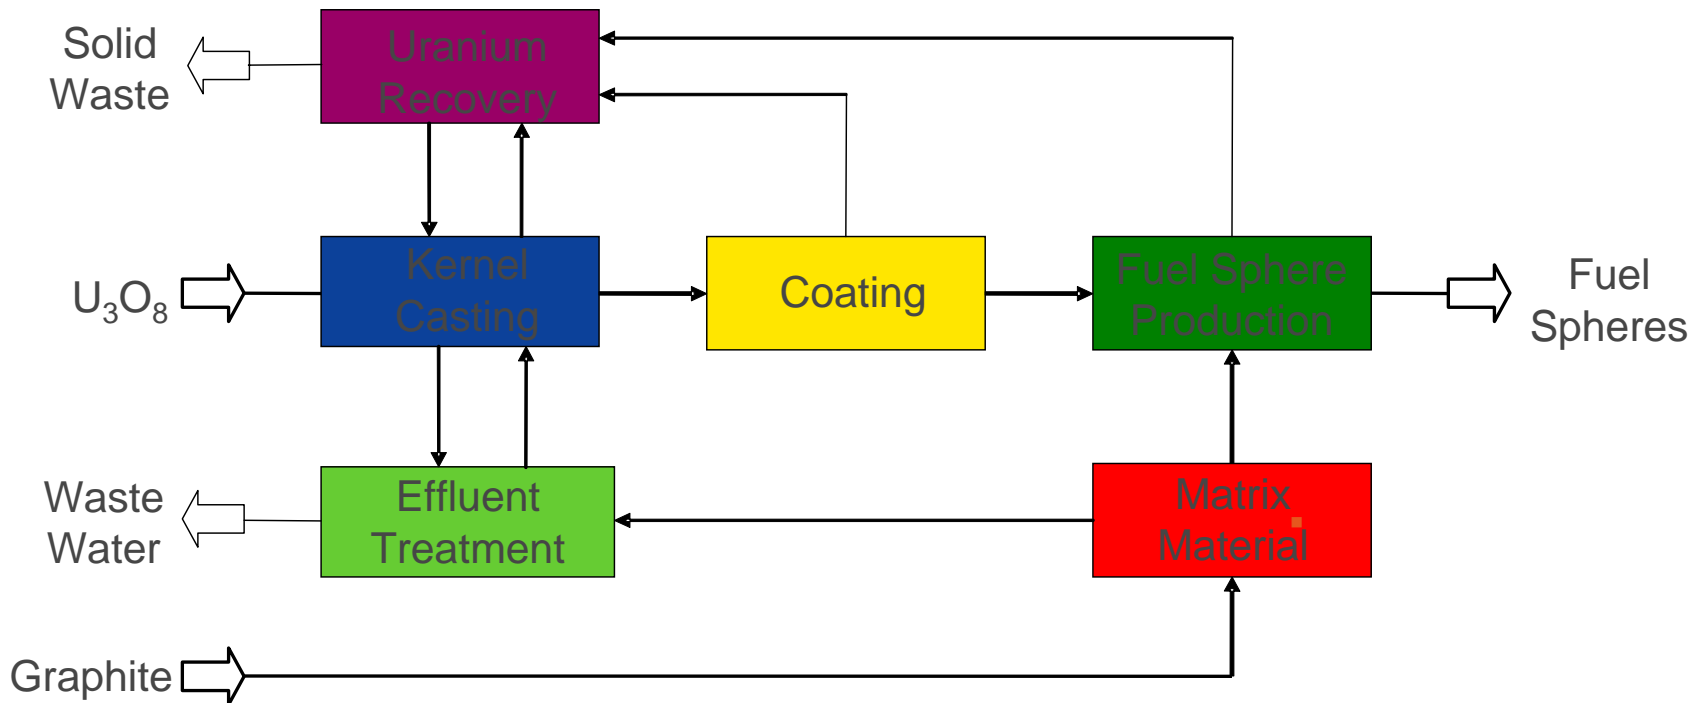 Solid
Waste
Uranium
Recovery
U₃O₈
Kernel
Casting
Coating
Fuel Sphere
Production
Fuel
Spheres
Waste
Water
Effluent
Treatment
Matrix
Material
Graphite